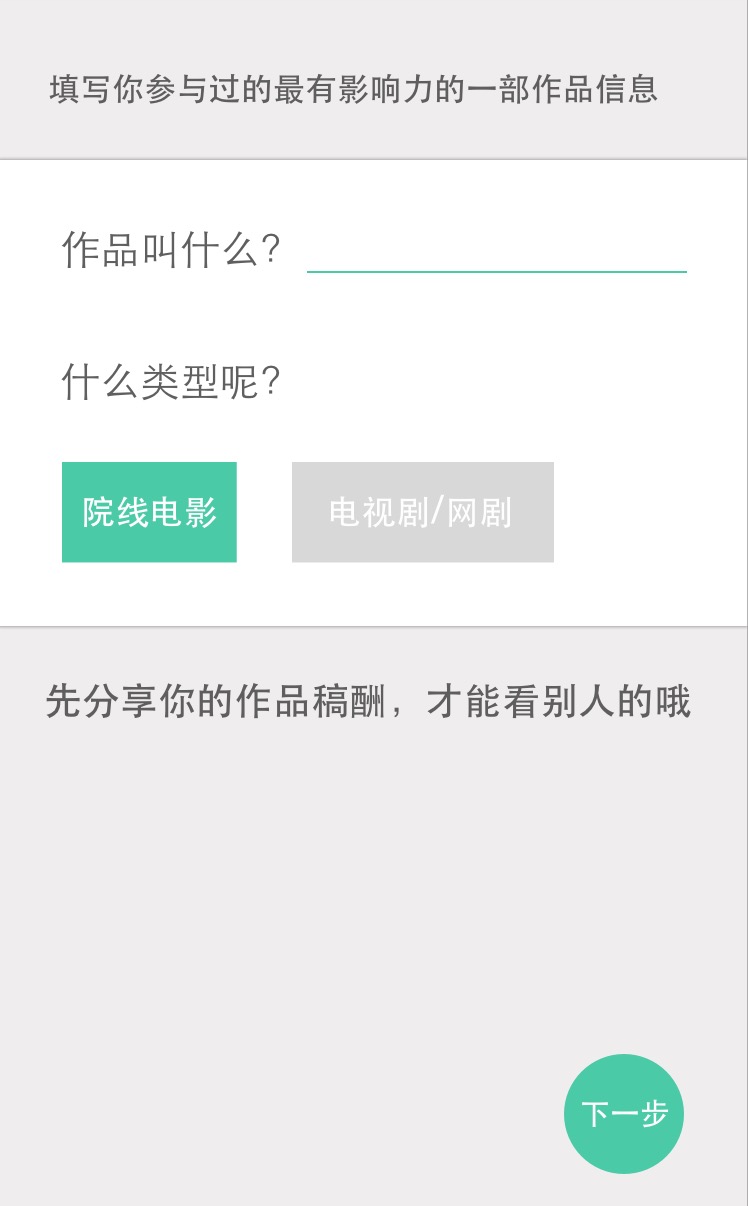 填写你参与过的最有影响力的一部作品信息
作品叫什么?
什么类型呢?
院线电影
电视剧/网剧
先分享你的作品稿酬，才能看别人的哦
下一步